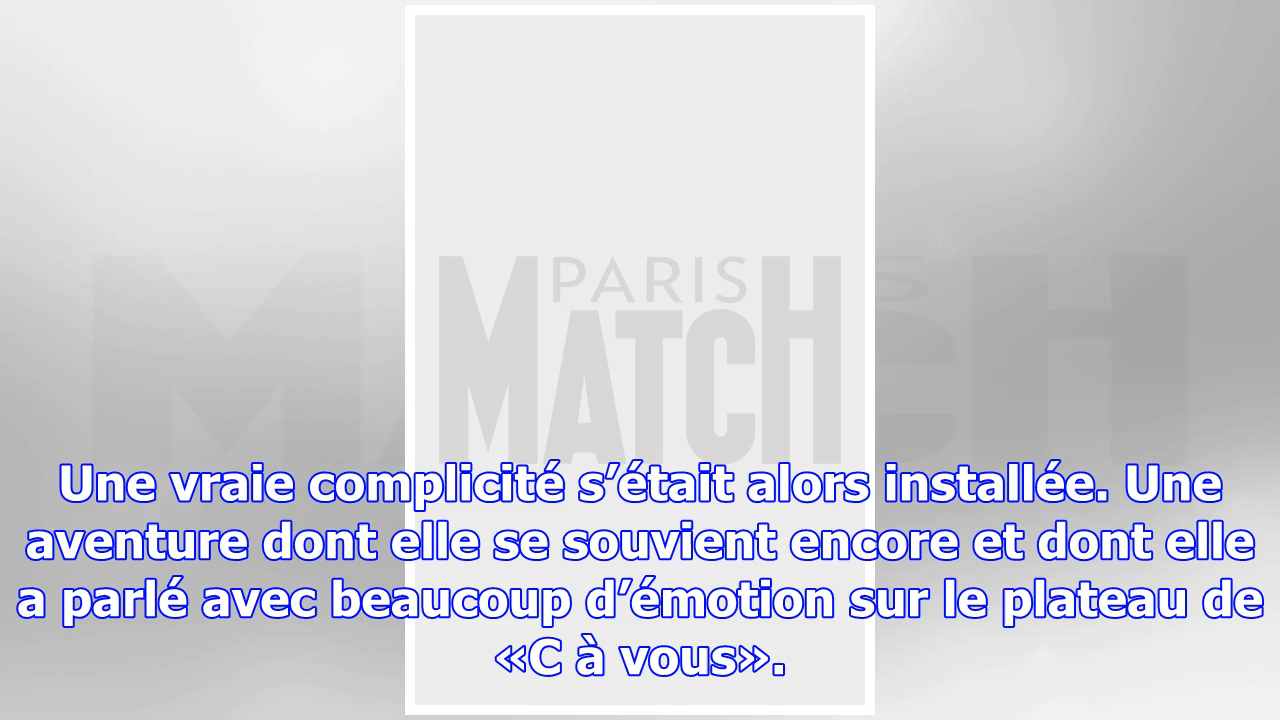 PARIS
MATCH
Une vraie complicité s’était alors installée. Une
aventure dont elle se souvient encore et dont elle
a parlé avec beaucoup d’émotion sur le plateau de
«C à vous».